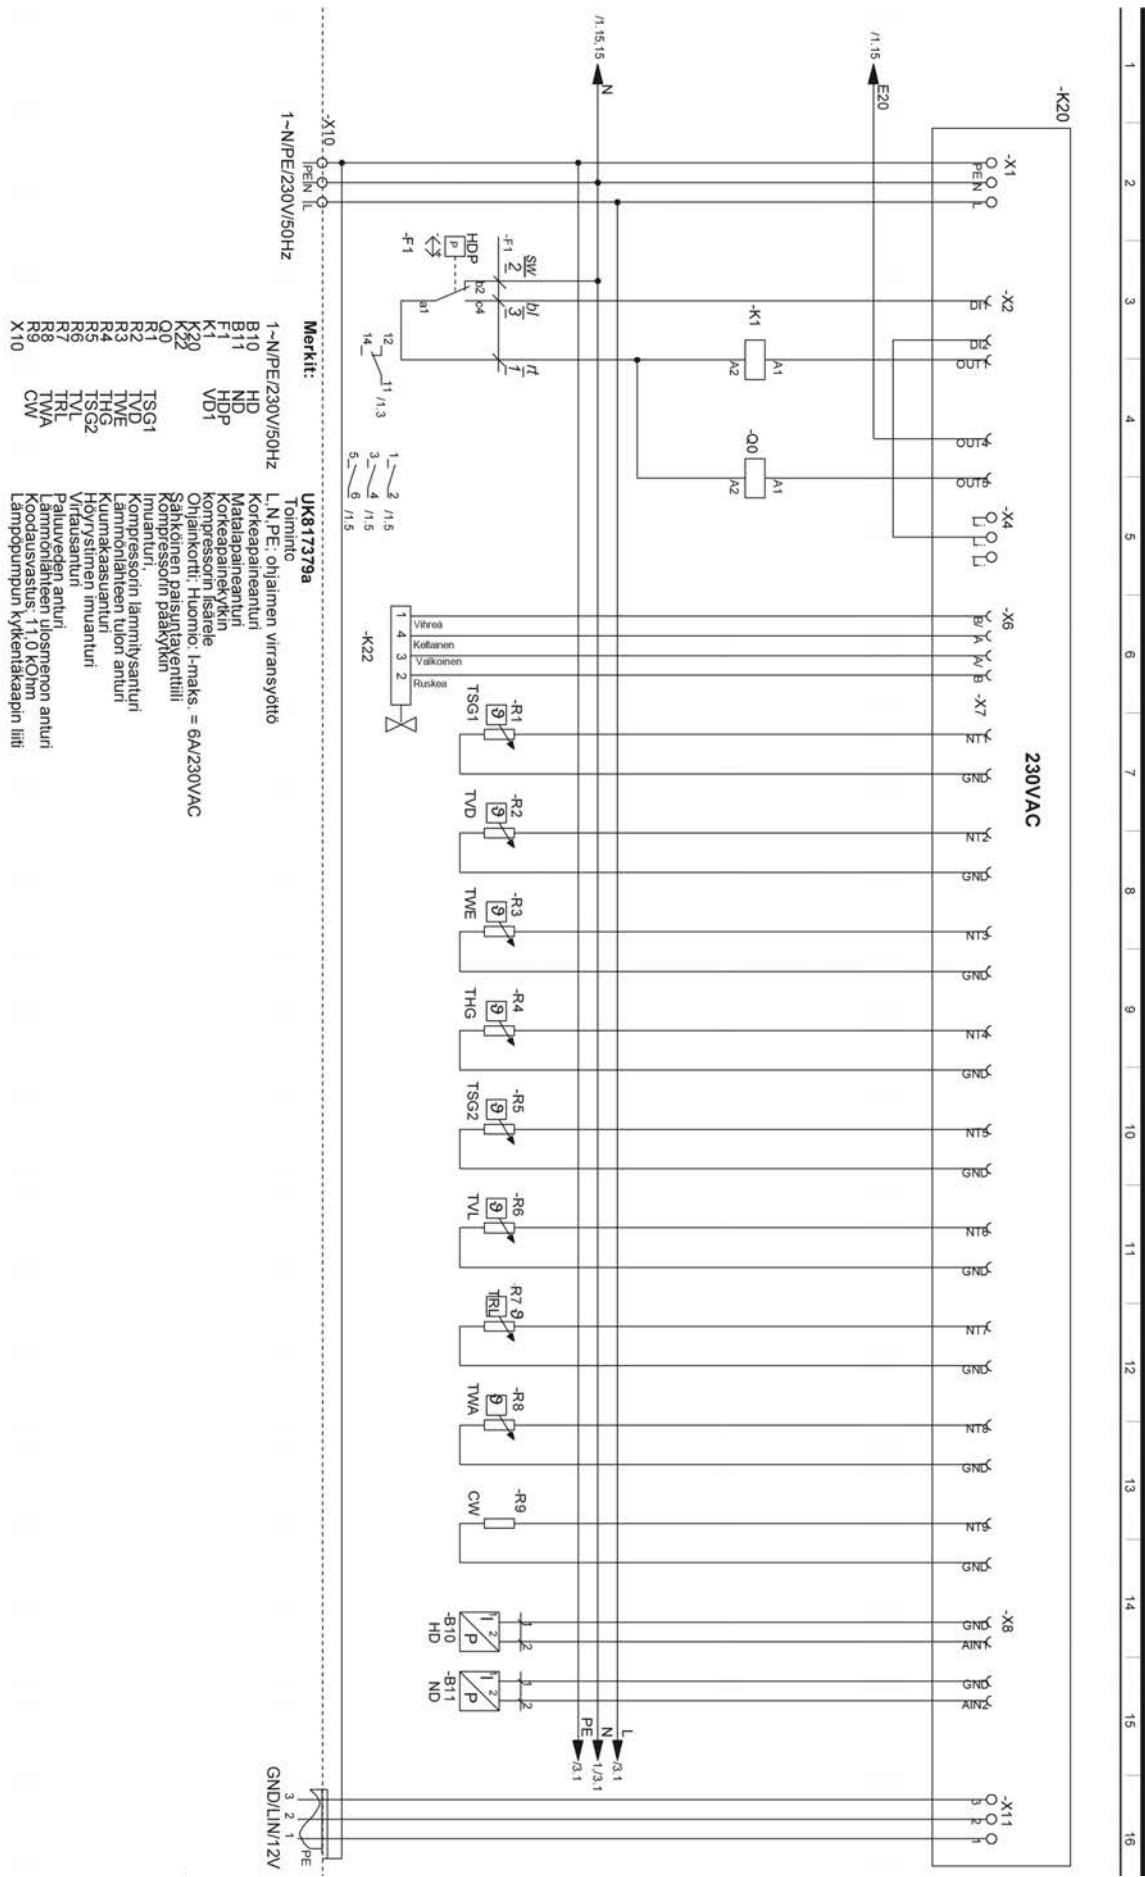 1
2
3
4
5
6
7
8
9
10
11
12
13
14
15
16
-K20
230VAC
/1.15,15
N
/1.15
E20
-X1
PE
N
L
-X2
DI1
DI2
OUT1
OUT4
OUT5
-X4
L
L
L
-X6
B/
A
A/
B
-X7
NT1
GND
NT2
GND
NT3
GND
NT4
GND
NT5
GND
NT6
GND
NT7
GND
NT8
GND
NT9
GND
-X8
GND
AIN1
GND
AIN2
-X11
3
2
1
-K1
A2
A1
-Q0
A2
A1
-F1
sw
2
bl
3
rt
1
HDP
P
-F1
b2
c4
a1
12
14
11 /1.3
1 2 /1.5
3 4 /1.5
5 6 /1.5
1 Vihreä
4 Keltainen
3 Valkoinen
2 Ruskea
-K22
-R1
ϑ
TSG1
-R2
ϑ
TVD
-R3
ϑ
TWE
-R4
ϑ
THG
-R5
ϑ
TSG2
-R6
ϑ
TVL
-R7
ϑ
TRL
-R8
ϑ
TWA
-R9
CW
1
2
1
I
2
P
-B10
HD
1
2
1
I
2
P
-B11
ND
L
/3.1
N
1,/3.1
PE
/3.1
-X10
PE
N
L
1~N/PE/230V/50Hz
3
2
1
PE
GND/LIN/12V
Merkit: UK817379a
Toiminto
1~N/PE/230V/50Hz L,N,PE; ohjaimen virransyöttö
B10 HD Korkeapaineanturi
B11 ND Matalapaineanturi
F1 HDP Korkeapainekytkin
K1 VD1 kompressorin lisärele
K20 Ohjainkortti; Huomio: I-maks. = 6A/230VAC
K22 Sähköinen paisuntaventtiili
Q0 Kompressorin pääkytkin
R1 TSG1 Imuanturi,
R2 TVD Kompressorin lämmitysanturi
R3 TWE Lämmönlähteen tulon anturi
R4 THG Kuumakaasuanturi
R5 TSG2 Höyrystimen imuanturi
R6 TVL Virtausanturi
R7 TRL Paluuveden anturi
R8 TWA Lämmönlähteen ulosmenon anturi
R9 CW Koodausvastus; 11,0 kOhm
X10 Lämpöpumpun kytkentäkaapin liiti